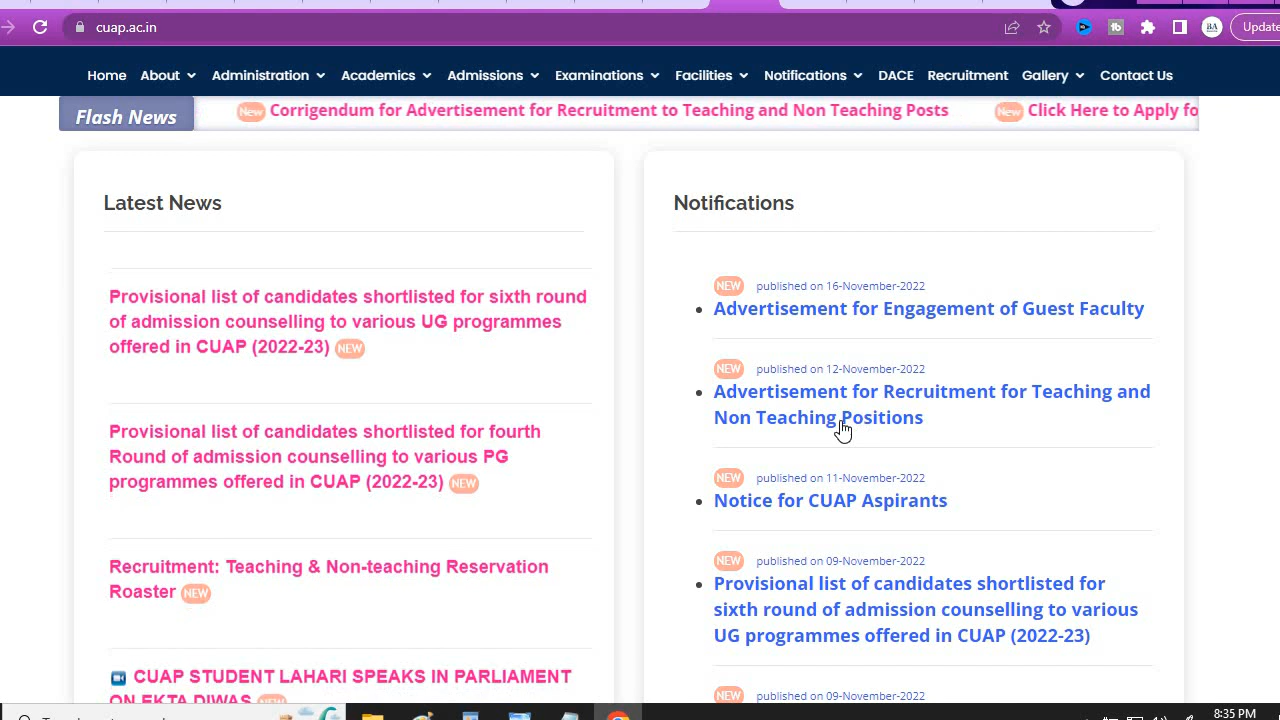 cuap.ac.in
BA
Update
Home About Administration Academics Admissions Examinations Facilities Notifications DACE Recruitment Gallery Contact Us
Flash News New Corrigendum for Advertisement for Recruitment to Teaching and Non Teaching Posts New Click Here to Apply fo
Latest News
Provisional list of candidates shortlisted for sixth round
of admission counselling to various UG programmes
offered in CUAP (2022-23) NEW
Provisional list of candidates shortlisted for fourth
Round of admission counselling to various PG
programmes offered in CUAP (2022-23) NEW
Recruitment: Teaching & Non-teaching Reservation
Roaster NEW
CUAP STUDENT LAHARI SPEAKS IN PARLIAMENT
ON EKTA DIWAS NEW
Notifications
NEW published on 16-November-2022
Advertisement for Engagement of Guest Faculty
NEW published on 12-November-2022
Advertisement for Recruitment for Teaching and
Non Teaching Positions
NEW published on 11-November-2022
Notice for CUAP Aspirants
NEW published on 09-November-2022
Provisional list of candidates shortlisted for
sixth round of admission counselling to various
UG programmes offered in CUAP (2022-23)
NEW published on 09-November-2022
8:35 PM